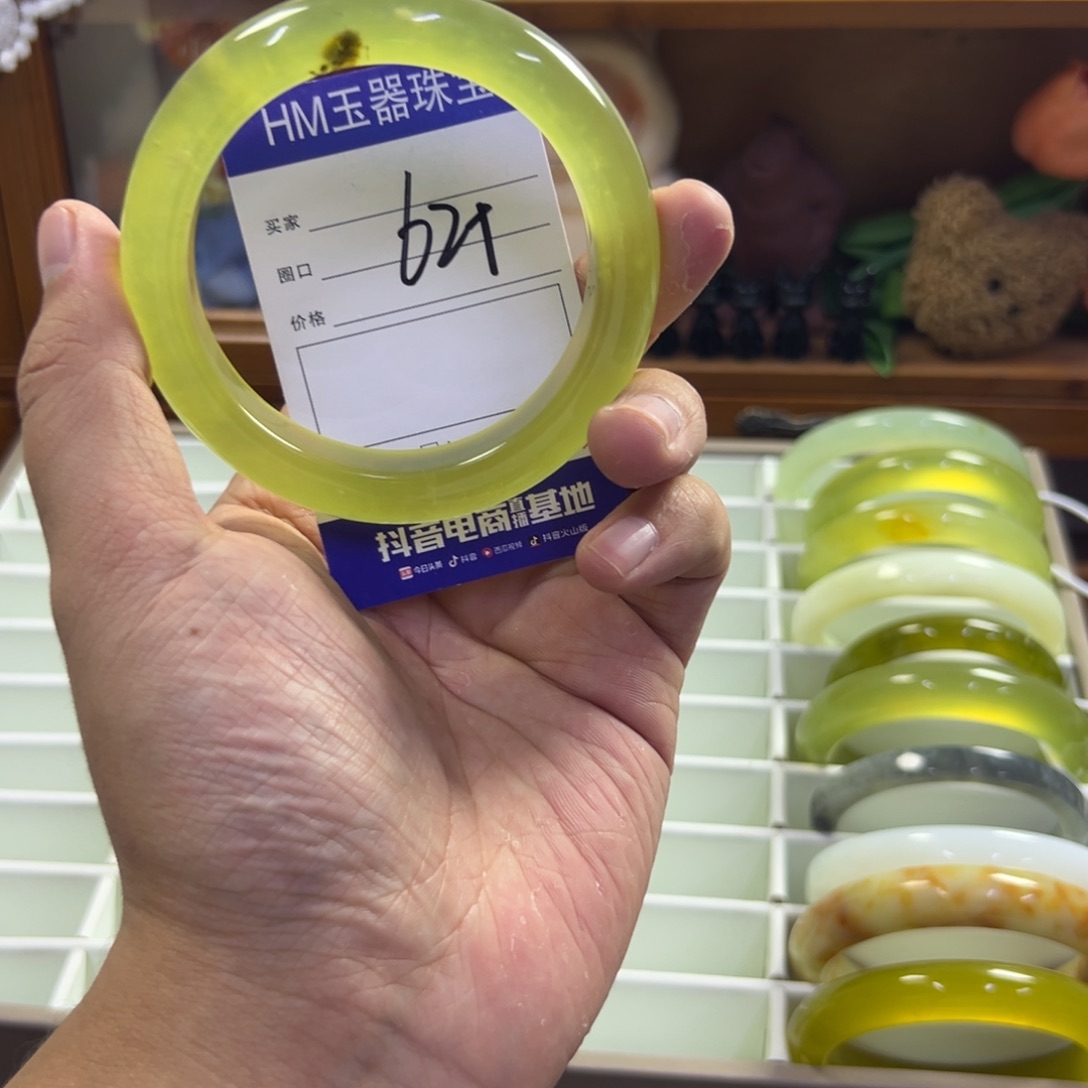 HM玉器珠宝
买家
圈口
621
价格
抖音电商直播基地
今日头条 抖音 西瓜视频 抖音火山版